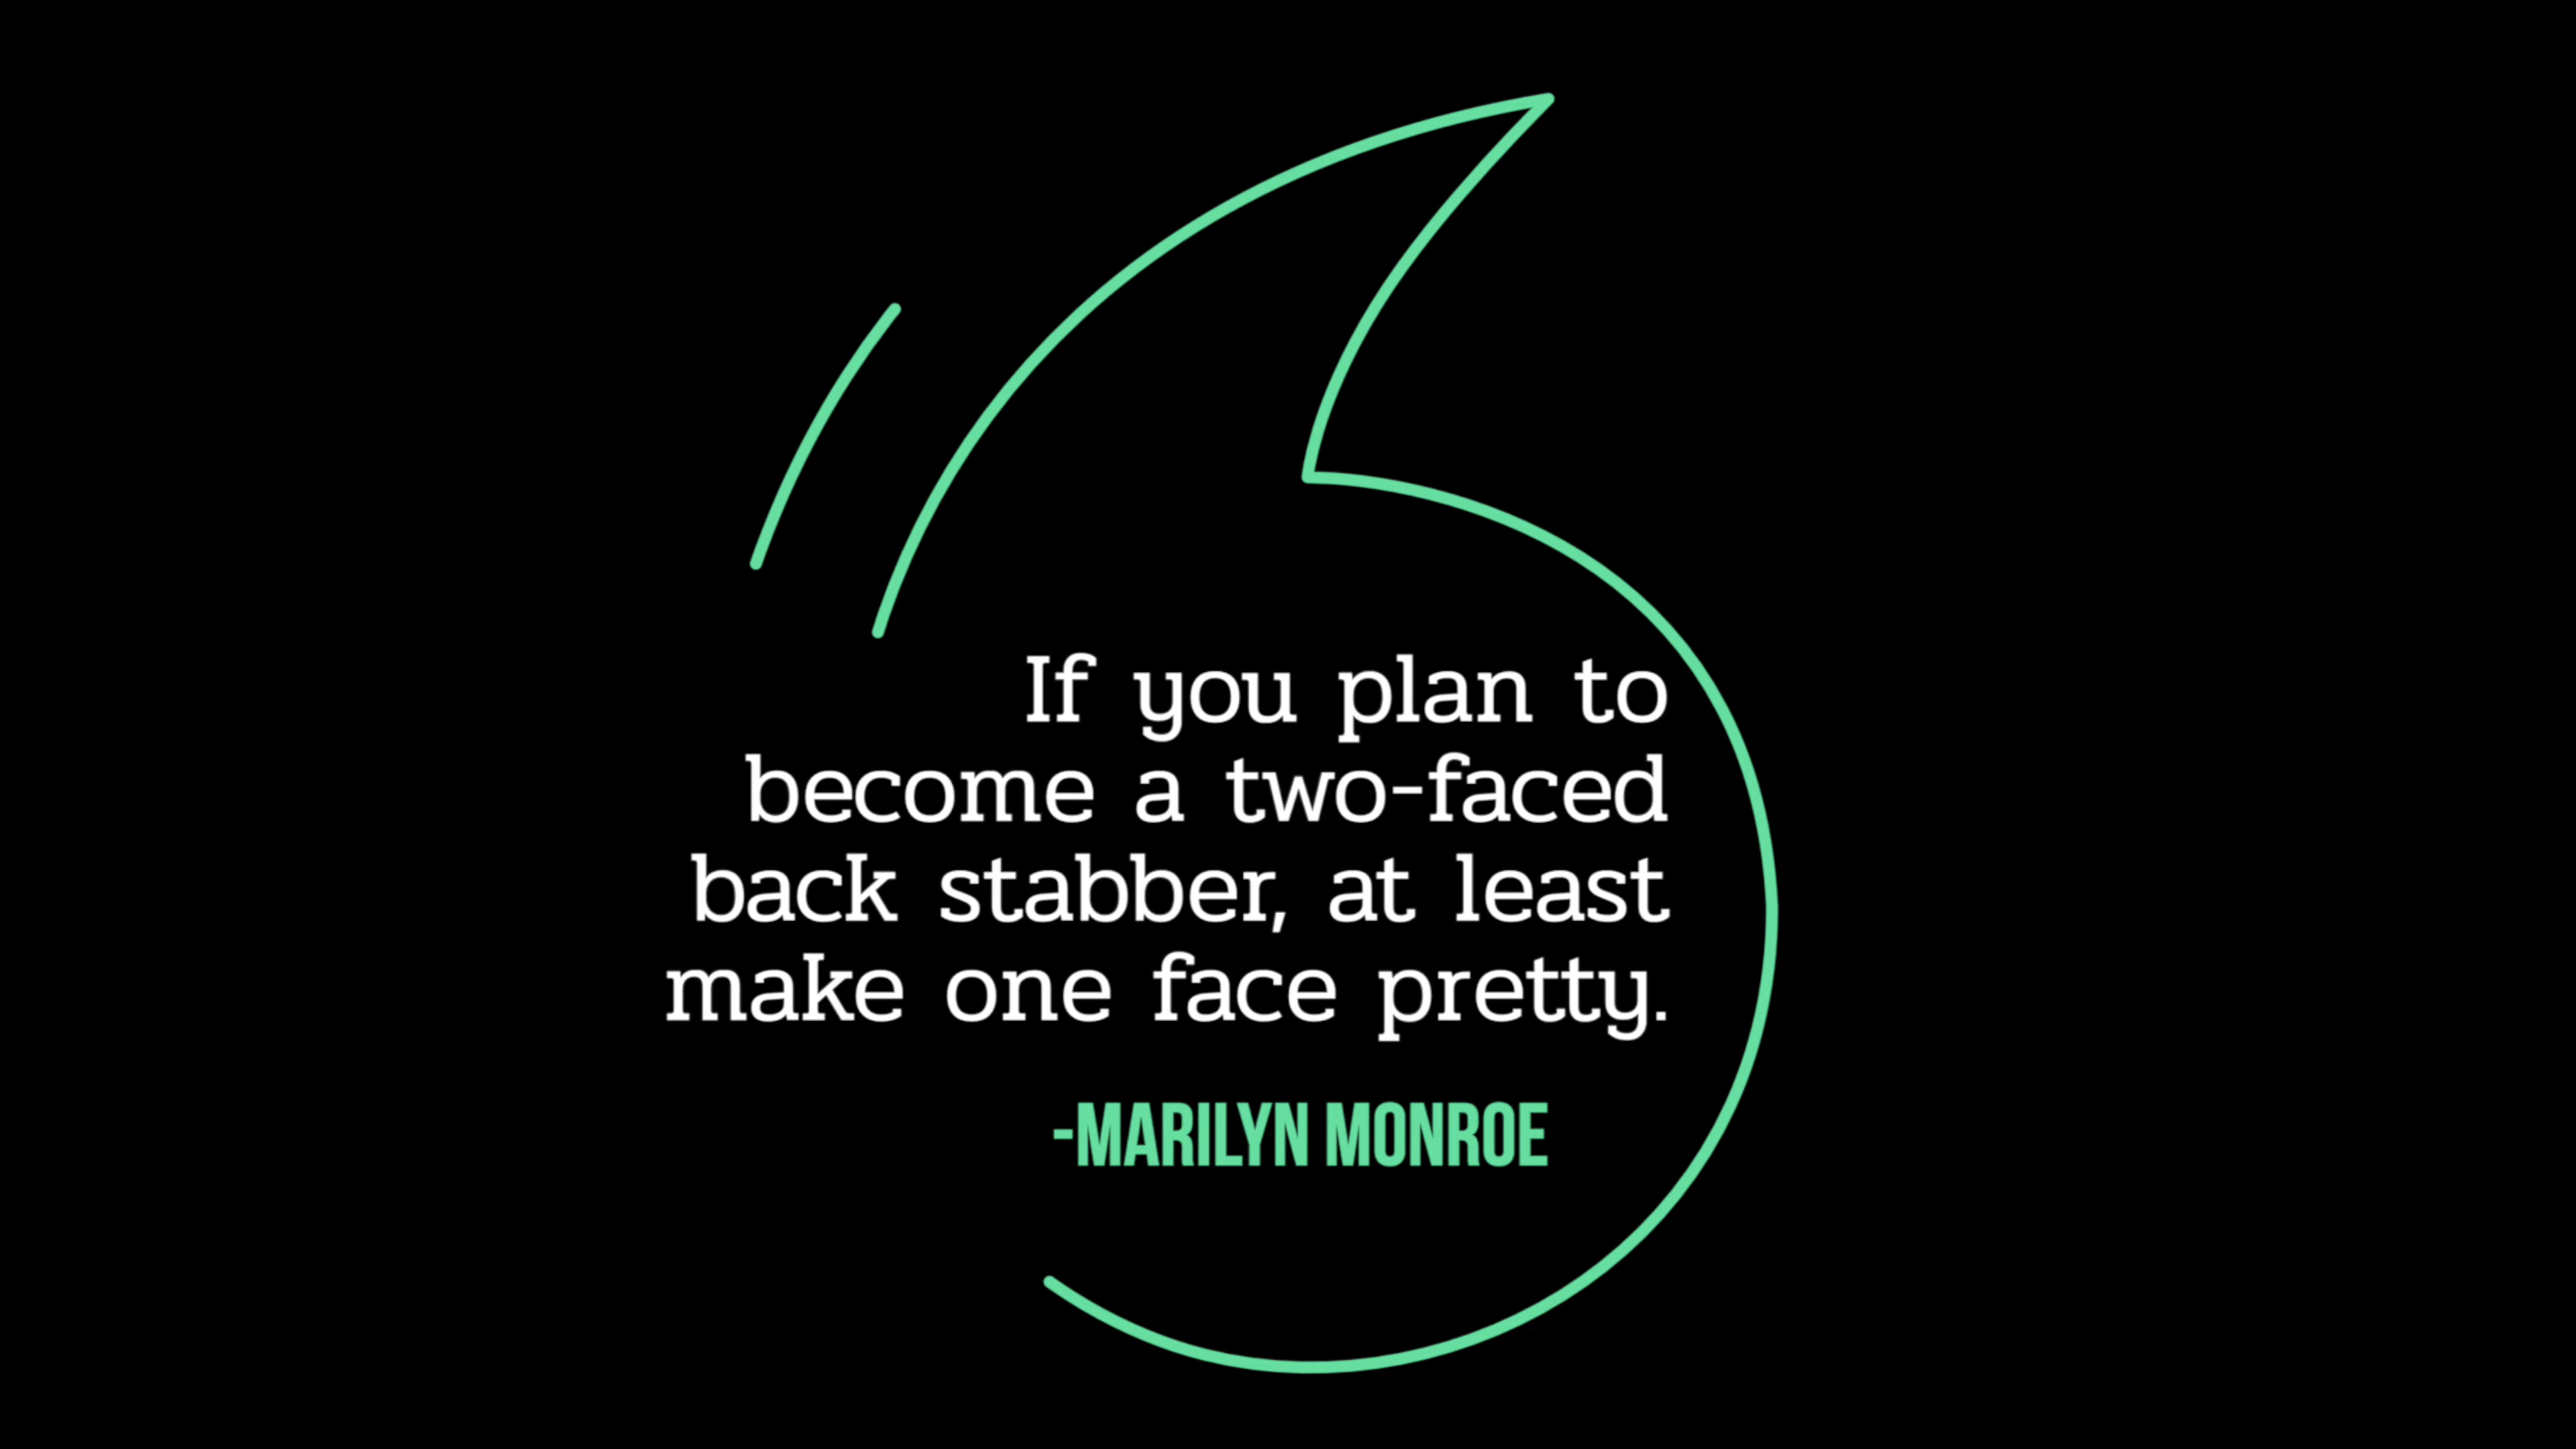 If you plan to
become a two-faced
back stabber, at least
make one face pretty.
-MARILYN MONROE